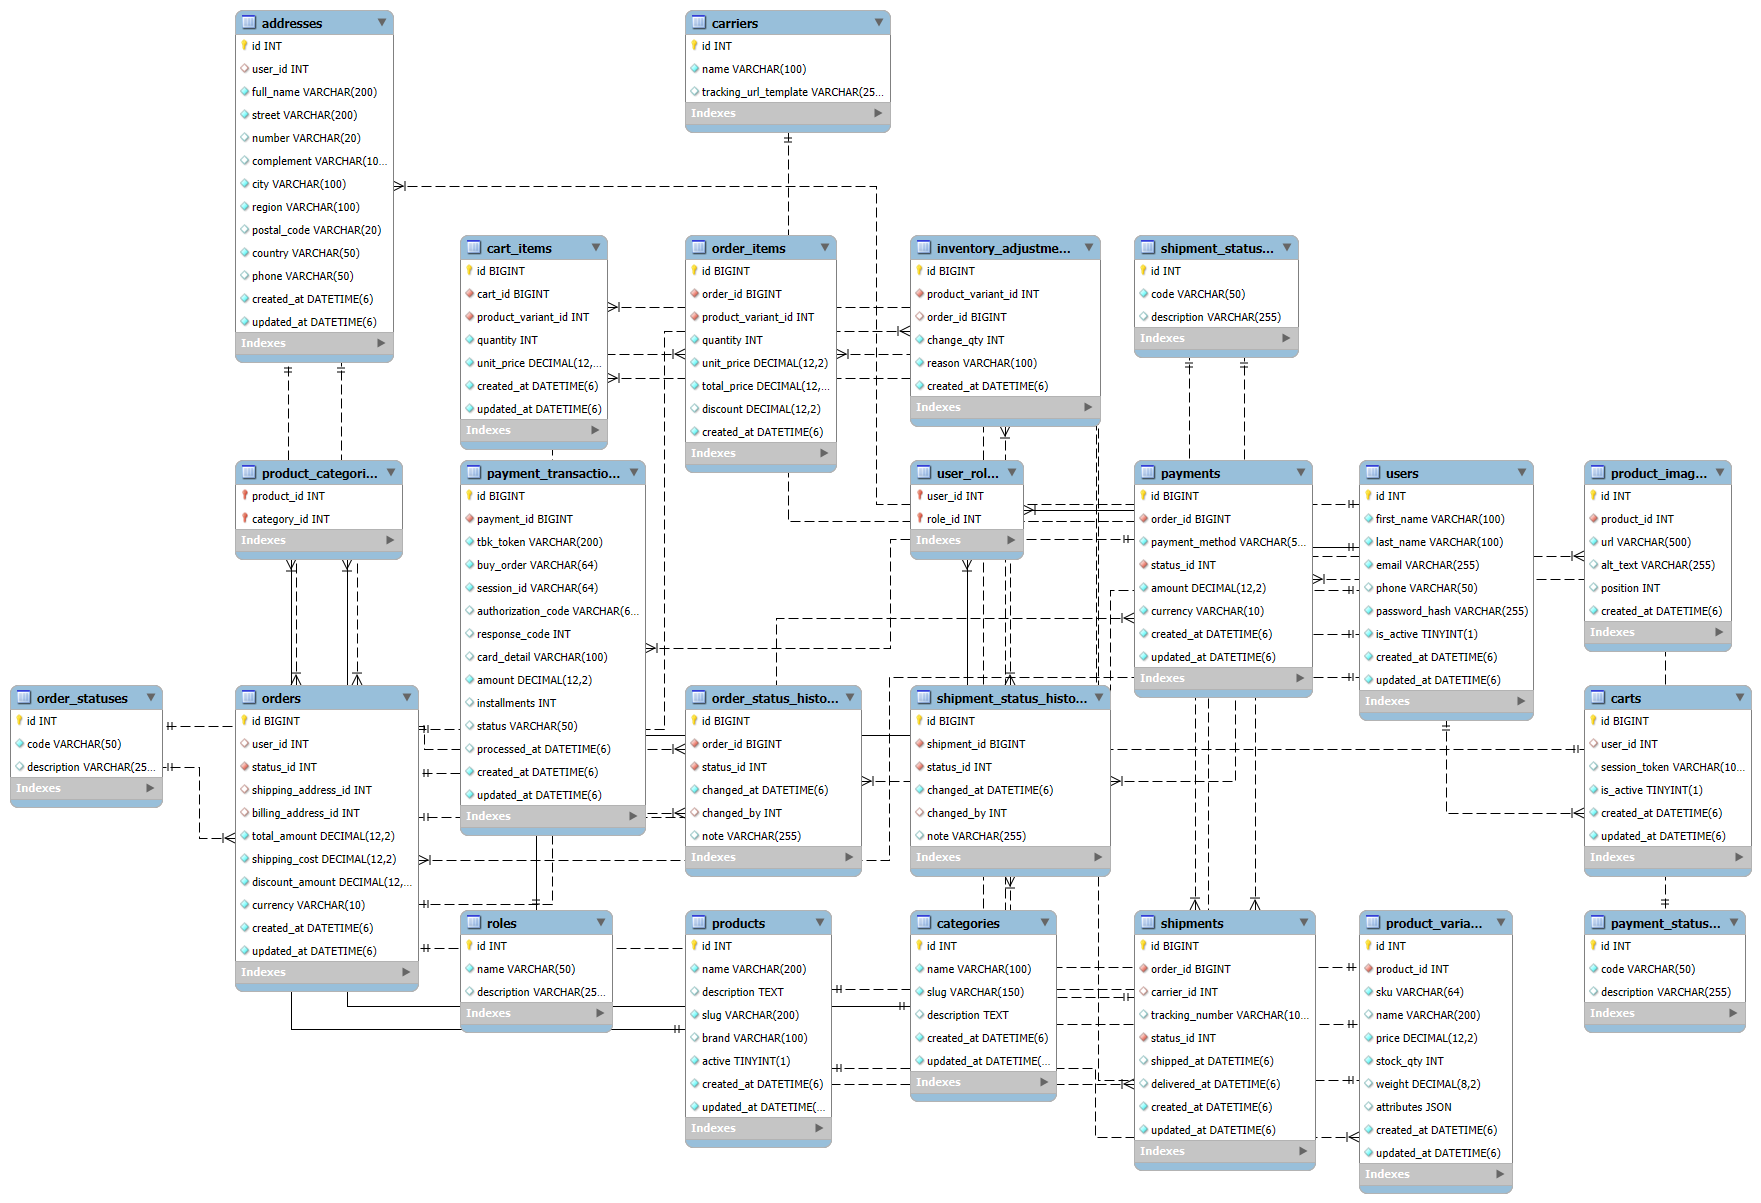 addresses
id INT
user_id INT
full_name VARCHAR(200)
street VARCHAR(200)
number VARCHAR(20)
complement VARCHAR(10...
city VARCHAR(100)
region VARCHAR(100)
postal_code VARCHAR(20)
country VARCHAR(50)
phone VARCHAR(50)
created_at DATETIME(6)
updated_at DATETIME(6)
Indexes
carriers
id INT
name VARCHAR(100)
tracking_url_template VARCHAR(25...
Indexes
cart_items
id BIGINT
cart_id BIGINT
product_variant_id INT
quantity INT
unit_price DECIMAL(12,...
created_at DATETIME(6)
updated_at DATETIME(6)
Indexes
order_items
id BIGINT
order_id BIGINT
product_variant_id INT
quantity INT
unit_price DECIMAL(12,2)
total_price DECIMAL(12,...
discount DECIMAL(12,2)
created_at DATETIME(6)
Indexes
inventory_adjustme...
id BIGINT
product_variant_id INT
order_id BIGINT
change_qty INT
reason VARCHAR(100)
created_at DATETIME(6)
Indexes
shipment_status...
id INT
code VARCHAR(50)
description VARCHAR(255)
Indexes
product_categori...
product_id INT
category_id INT
Indexes
payment_transactio...
id BIGINT
payment_id BIGINT
tbk_token VARCHAR(200)
buy_order VARCHAR(64)
session_id VARCHAR(64)
authorization_code VARCHAR(6...
response_code INT
card_detail VARCHAR(100)
amount DECIMAL(12,2)
installments INT
status VARCHAR(50)
processed_at DATETIME(6)
created_at DATETIME(6)
updated_at DATETIME(6)
Indexes
user_rol...
user_id INT
role_id INT
Indexes
payments
id BIGINT
order_id BIGINT
payment_method VARCHAR(5...
status_id INT
amount DECIMAL(12,2)
currency VARCHAR(10)
created_at DATETIME(6)
updated_at DATETIME(6)
Indexes
users
id INT
first_name VARCHAR(100)
last_name VARCHAR(100)
email VARCHAR(255)
phone VARCHAR(50)
password_hash VARCHAR(255)
is_active TINYINT(1)
created_at DATETIME(6)
updated_at DATETIME(6)
Indexes
product_imag...
id INT
product_id INT
url VARCHAR(500)
alt_text VARCHAR(255)
position INT
created_at DATETIME(6)
Indexes
order_statuses
id INT
code VARCHAR(50)
description VARCHAR(25...
Indexes
orders
id BIGINT
user_id INT
status_id INT
shipping_address_id INT
billing_address_id INT
total_amount DECIMAL(12,2)
shipping_cost DECIMAL(12,2)
discount_amount DECIMAL(12,...
currency VARCHAR(10)
created_at DATETIME(6)
updated_at DATETIME(6)
Indexes
order_status_histo...
id BIGINT
order_id BIGINT
status_id INT
changed_at DATETIME(6)
changed_by INT
note VARCHAR(255)
Indexes
shipment_status_histo...
id BIGINT
shipment_id BIGINT
status_id INT
changed_at DATETIME(6)
changed_by INT
note VARCHAR(255)
Indexes
carts
id BIGINT
user_id INT
session_token VARCHAR(10...
is_active TINYINT(1)
created_at DATETIME(6)
updated_at DATETIME(6)
Indexes
roles
id INT
name VARCHAR(50)
description VARCHAR(25...
Indexes
products
id INT
name VARCHAR(200)
description TEXT
slug VARCHAR(200)
brand VARCHAR(100)
active TINYINT(1)
created_at DATETIME(6)
updated_at DATETIME(...
Indexes
categories
id INT
name VARCHAR(100)
slug VARCHAR(150)
description TEXT
created_at DATETIME(6)
updated_at DATETIME(...
Indexes
shipments
id BIGINT
order_id BIGINT
carrier_id INT
tracking_number VARCHAR(10...
status_id INT
shipped_at DATETIME(6)
delivered_at DATETIME(6)
created_at DATETIME(6)
updated_at DATETIME(6)
Indexes
product_varia...
id INT
product_id INT
sku VARCHAR(64)
name VARCHAR(200)
price DECIMAL(12,2)
stock_qty INT
weight DECIMAL(8,2)
attributes JSON
created_at DATETIME(6)
updated_at DATETIME(6)
Indexes
payment_status...
id INT
code VARCHAR(50)
description VARCHAR(255)
Indexes